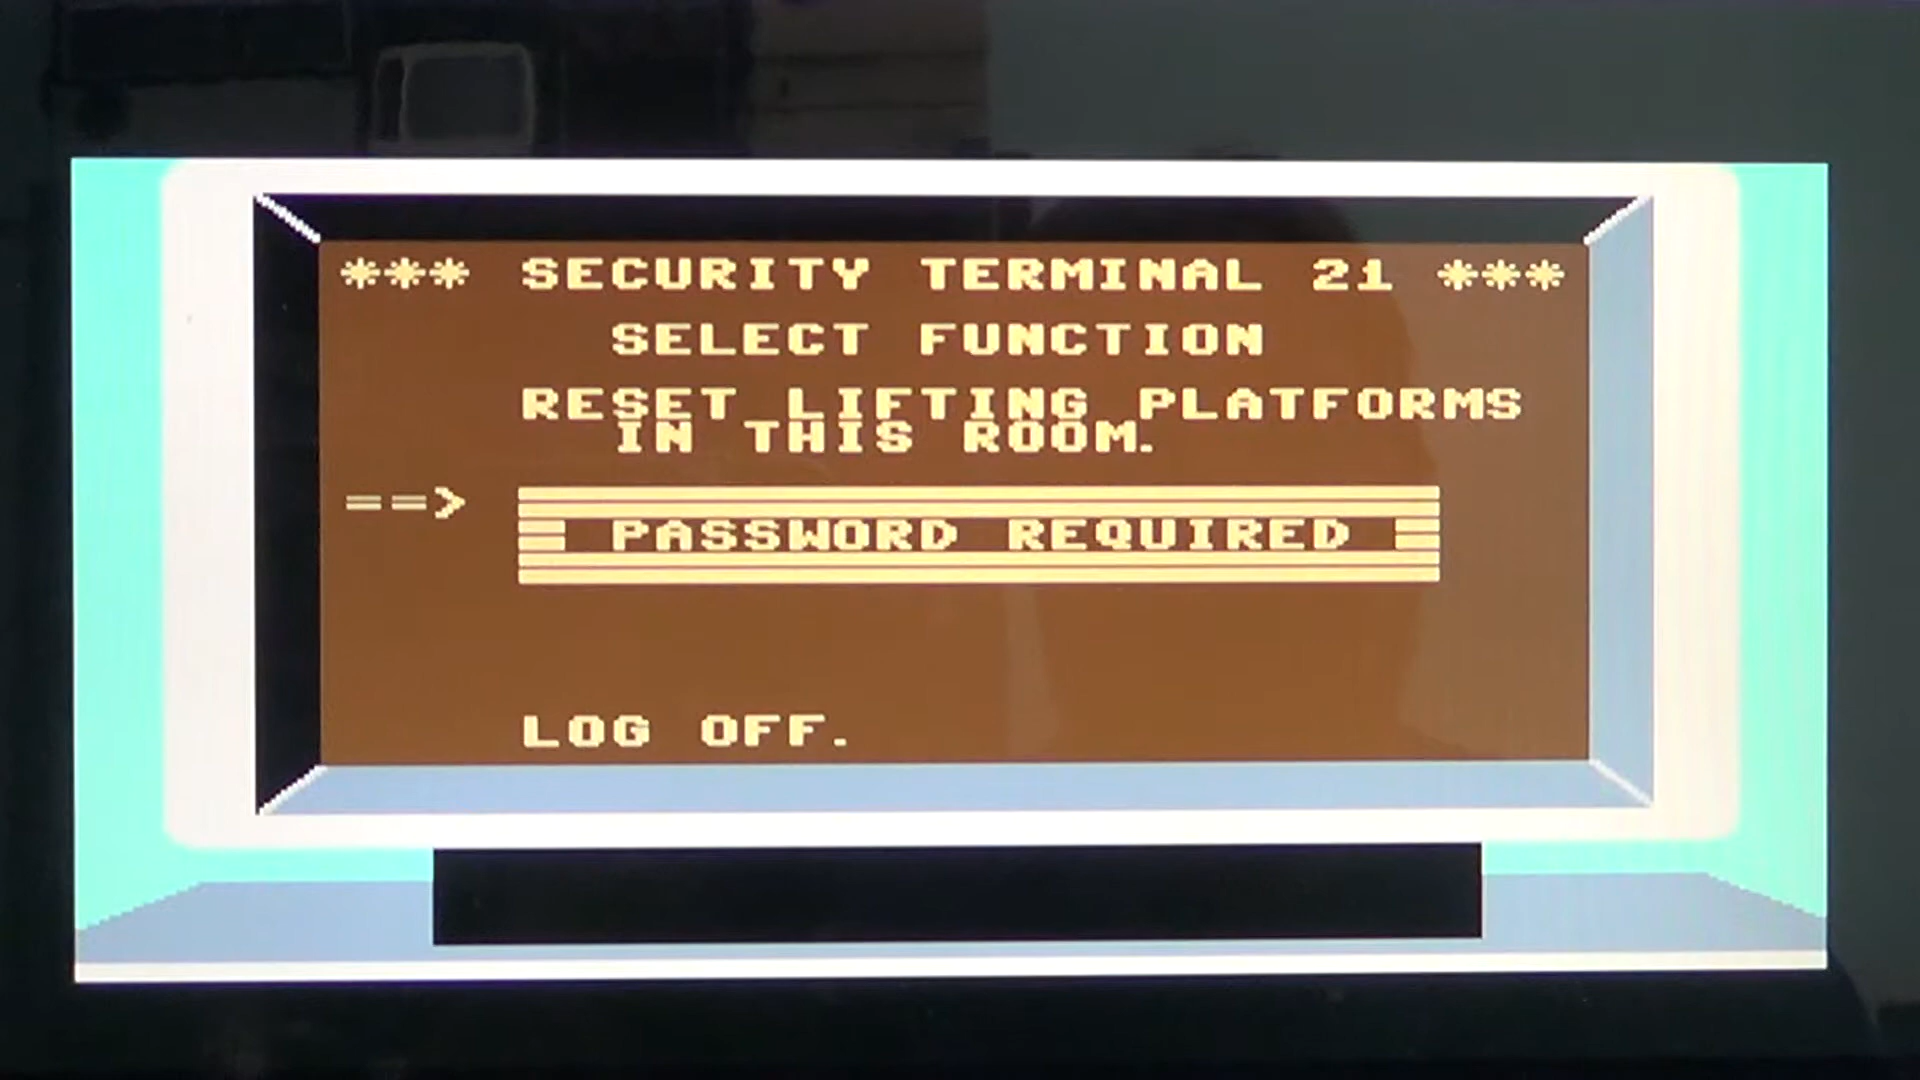 *** SECURITY TERMINAL 21 ***
SELECT FUNCTION
RESET LIFTING PLATFORMS
IN THIS ROOM.
==>
PASSWORD REQUIRED
LOG OFF.